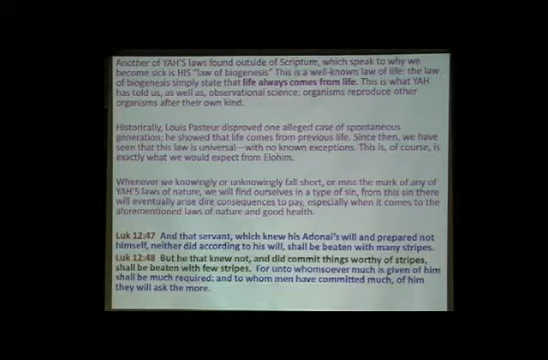 Another of YAH'S laws found outside of Scripture, which speak to why we
become sick is HIS "law of biogenesis" This is a well-known law of life: the law
of biogenesis simply state that life always comes from life. This is what YAH
has told us, as well as, observational science: organisms reproduce other
organisms after their own kind.
Historically, Louis Pasteur disproved one alleged case of spontaneous
generation; he showed that life comes from previous life. Since then, we have
seen that this law is universal—with no known exceptions. This is, of course, is
exactly what we would expect from Elohim.
Whenever we knowingly or unknowingly fall short, or miss the mark of any of
YAH'S laws of nature, we will find ourselves in a type of sin, from this sin there
will eventually arise dire consequences to pay, especially when it comes to the
aforementioned laws of nature and good health.
Luk 12:47 And that servant, which knew his Adonai's will and prepared not
himself, neither did according to his will, shall be beaten with many stripes.
Luk 12:48 But he that knew not, and did commit things worthy of stripes,
shall be beaten with few stripes. For unto whomsoever much is given of him
shall be much required: and to whom men have committed much, of him
they will ask the more.